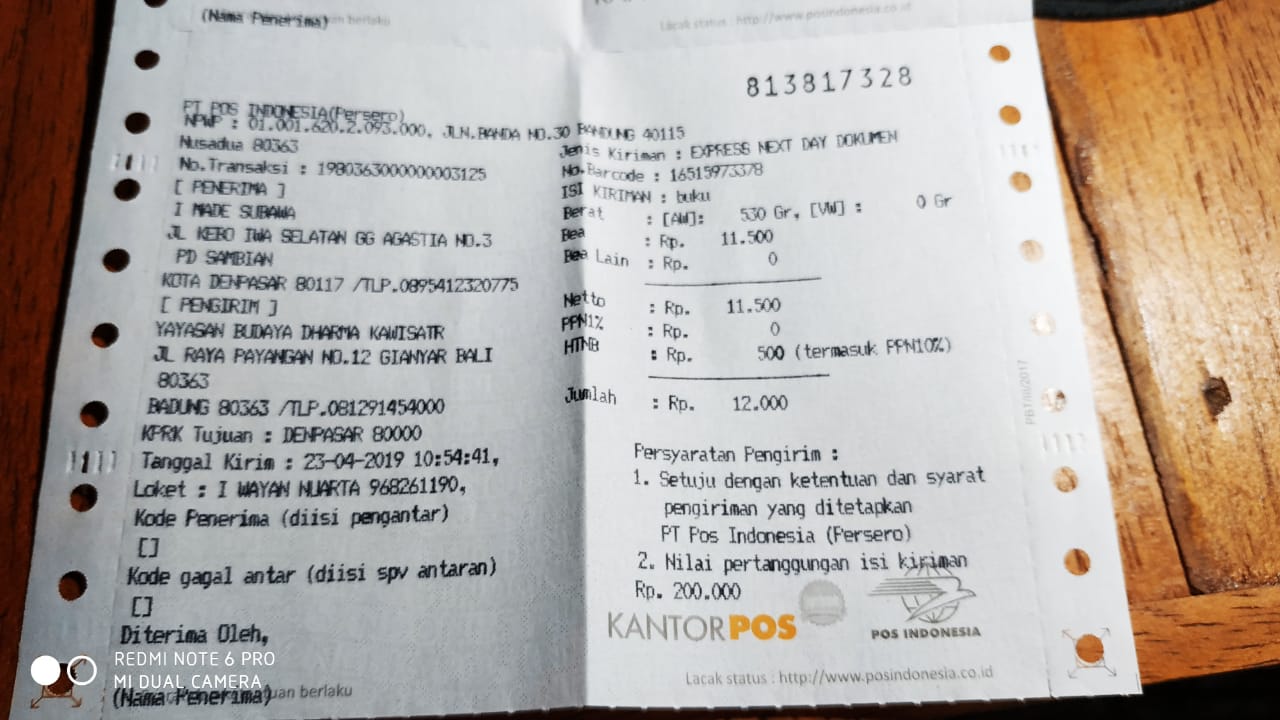 (Nama Penerima) uan berlaku
Lacak status : http://www.posindonesia.co.id
813817328
PT POS INDONESIA(Persero)
NPWP : 01.001.620.2.093.000, JLN.BANDA NO.30 BANDUNG 40115
Nusadua 80363
No.Transaksi : 1980363000000003125
[ PENERIMA ]
I MADE SUBAWA
JL KEBO IWA SELATAN GG AGASTIA NO.3
PD SAMBIAN
KOTA DENPASAR 80117 /TLP.0895412320775
[ PENGIRIM ]
YAYASAN BUDAYA DHARMA KAWISATR
JL RAYA PAYANGAN NO.12 GIANYAR BALI
80363
BADUNG 80363 /TLP.081291454000
KPRK Tujuan : DENPASAR 80000
Tanggal Kirim : 23-04-2019 10:54:41,
Loket : I WAYAN NUARTA 968261190,
Kode Penerima (diisi pengantar)
[]
Kode gagal antar (diisi spv antaran)
[]
Diterima Oleh,
(Nama Penerima) uan berlaku
Jenis Kiriman : EXPRESS NEXT DAY DOKUMEN
No.Barcode : 16515973378
ISI KIRIMAN : buku
Berat : [AW]: 530 Gr, [VW] : 0 Gr
Bea : Rp. 11.500
Bea Lain : Rp. 0
Netto : Rp. 11.500
PPN1% : Rp. 0
HTNB : Rp. 500 (termasuk PPN10%)
Jumlah : Rp. 12.000
Persyaratan Pengirim :
1. Setuju dengan ketentuan dan syarat
pengiriman yang ditetapkan
PT Pos Indonesia (Persero)
2. Nilai pertanggungan isi kiriman
Rp. 200.000
KANTORPOS
POS INDONESIA
Lacak status : http://www.posindonesia.co.id
PBT/III/2017
REDMI NOTE 6 PRO
MI DUAL CAMERA